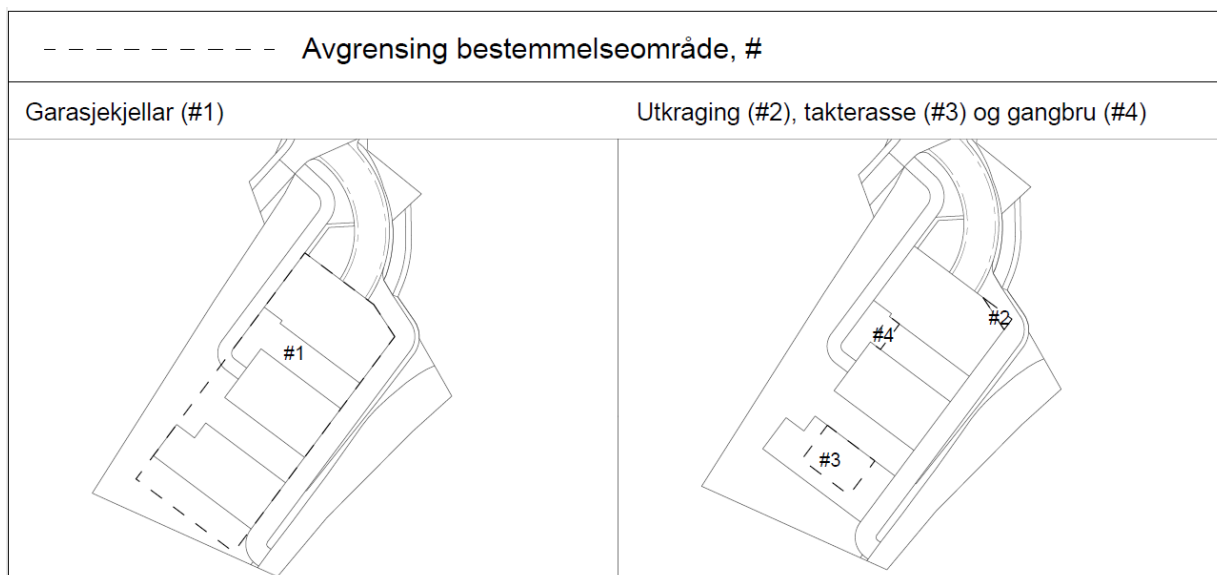 Avgrensing bestemmelseområde, #
Garasjekjellar (#1)
Utkraging (#2), takterasse (#3) og gangbru (#4)
#1
#2
#4
#3